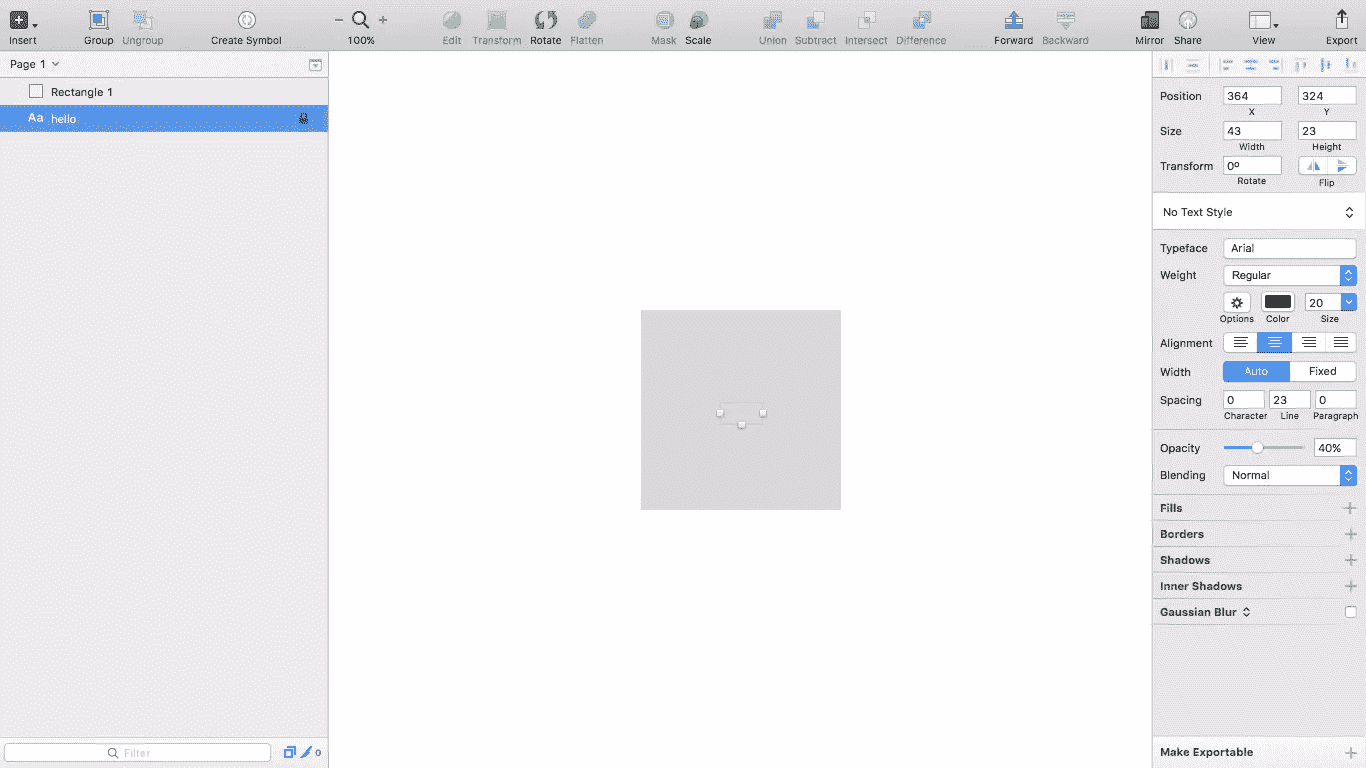 Insert Group Ungroup Create Symbol 100% Edit Transform Rotate Flatten Mask Scale Union Subtract Intersect Difference Forward Backward Mirror Share View Export
Page 1
Rectangle 1
Aa hello
Filter
0
Position 364 324
X Y
Size 43 23
Width Height
Transform 0º
Rotate Flip
No Text Style
Typeface Arial
Weight Regular
20
Options Color Size
Alignment
Width Auto Fixed
Spacing 0 23 0
Character Line Paragraph
Opacity 40%
Blending Normal
Fills
Borders
Shadows
Inner Shadows
Gaussian Blur
Make Exportable